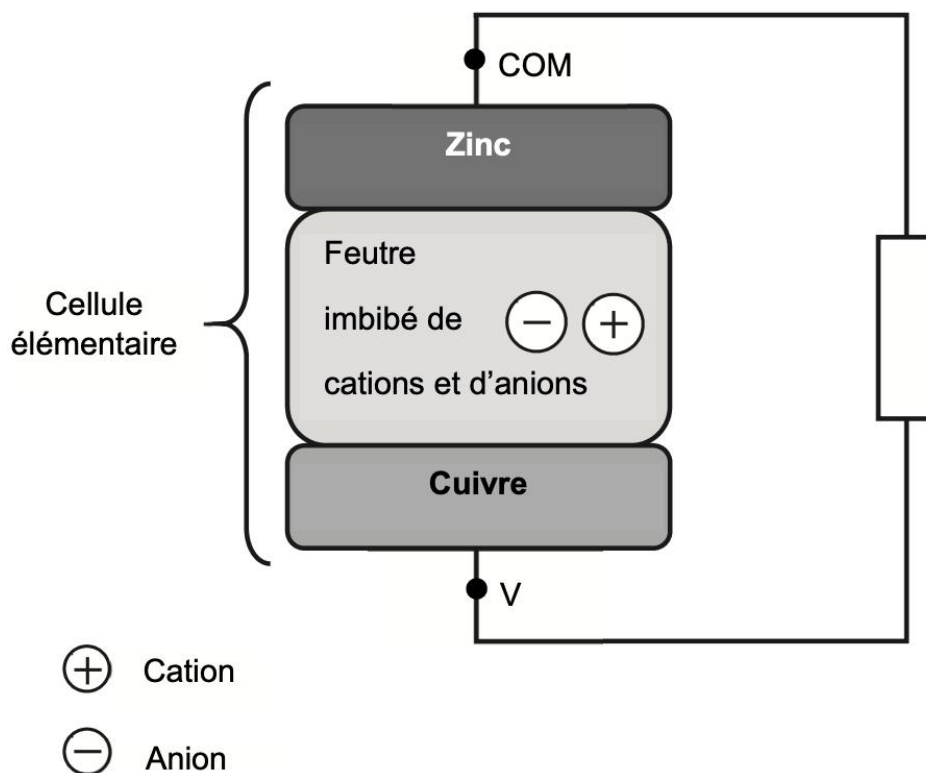 COM
Zinc
Feutre
imbibé de
cations et d’anions
Cellule
élémentaire
Cuivre
V
Cation
Anion